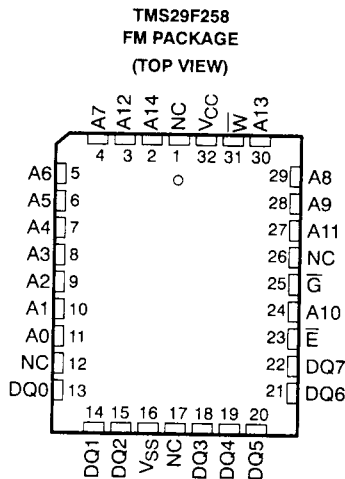 TMS29F258
FM PACKAGE
(TOP VIEW)
A7 A12 A14 NC VCC W̅ A13
4 3 2 1 32 31 30
A6 5 29 A8
A5 6 28 A9
A4 7 27 A11
A3 8 26 NC
A2 9 25 G̅
A1 10 24 A10
A0 11 23 E̅
NC 12 22 DQ7
DQ0 13 21 DQ6
14 15 16 17 18 19 20
DQ1 DQ2 VSS NC DQ3 DQ4 DQ5